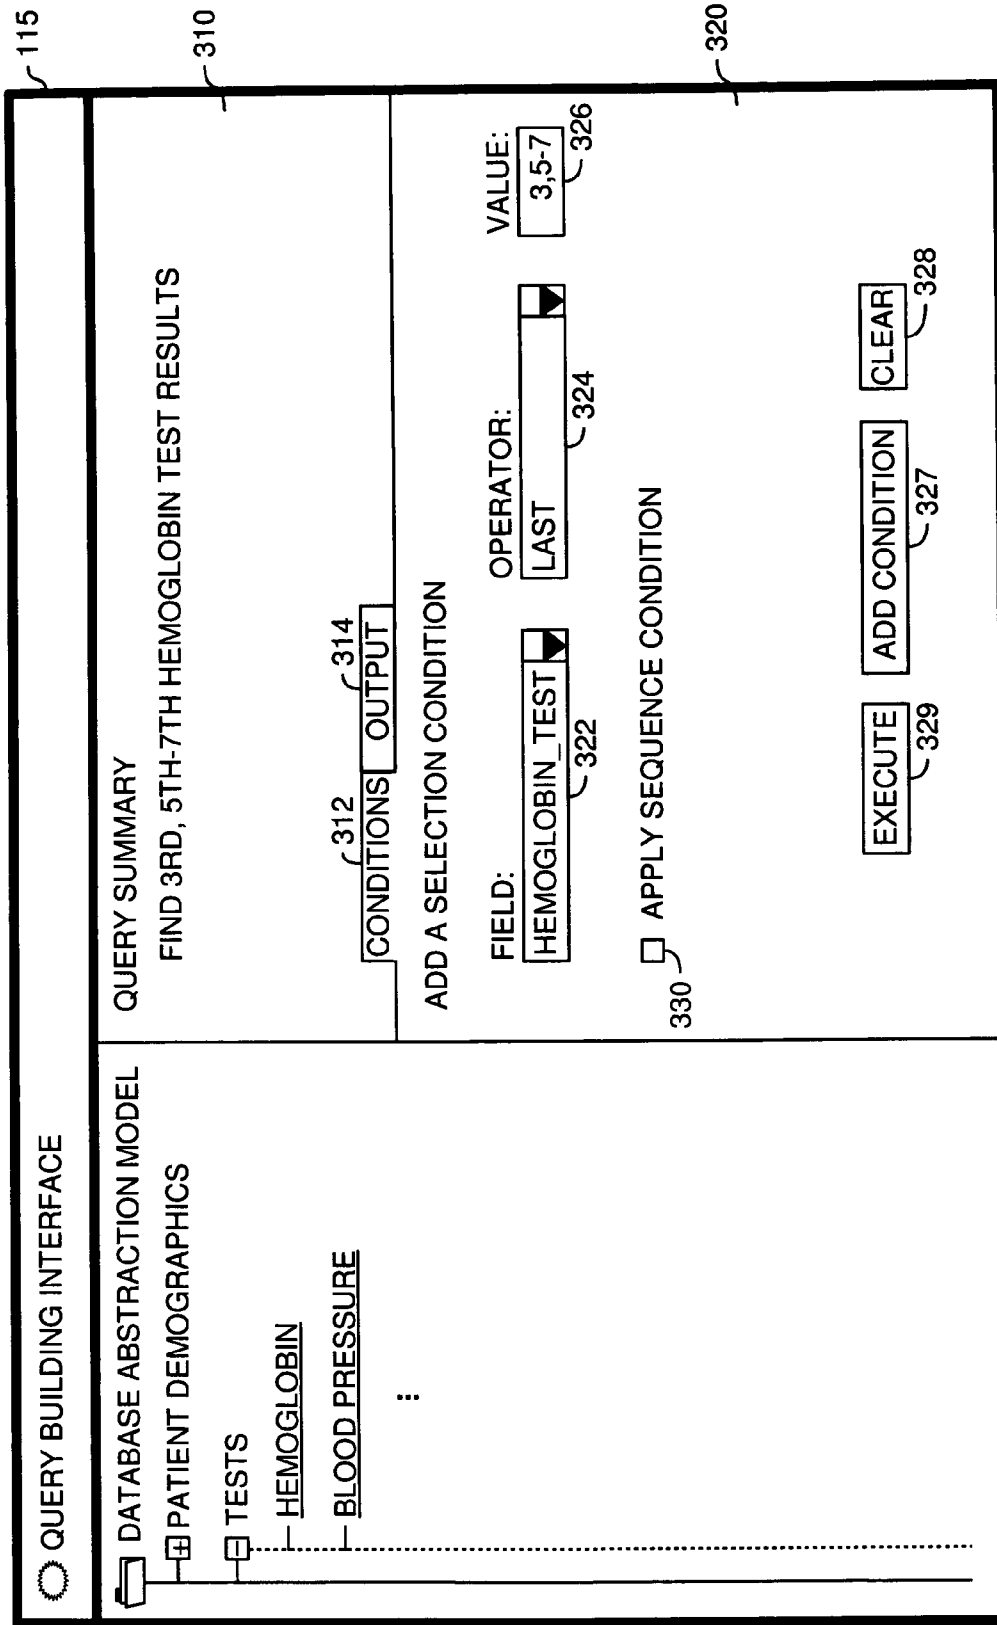 115
QUERY BUILDING INTERFACE
DATABASE ABSTRACTION MODEL
+ PATIENT DEMOGRAPHICS
- TESTS
HEMOGLOBIN
BLOOD PRESSURE
...
310
QUERY SUMMARY
FIND 3RD, 5TH-7TH HEMOGLOBIN TEST RESULTS
312 314
CONDITIONS OUTPUT
320
ADD A SELECTION CONDITION
FIELD: OPERATOR: VALUE:
HEMOGLOBIN_TEST LAST 3,5-7
322 324 326
APPLY SEQUENCE CONDITION
330
EXECUTE ADD CONDITION CLEAR
329 327 328